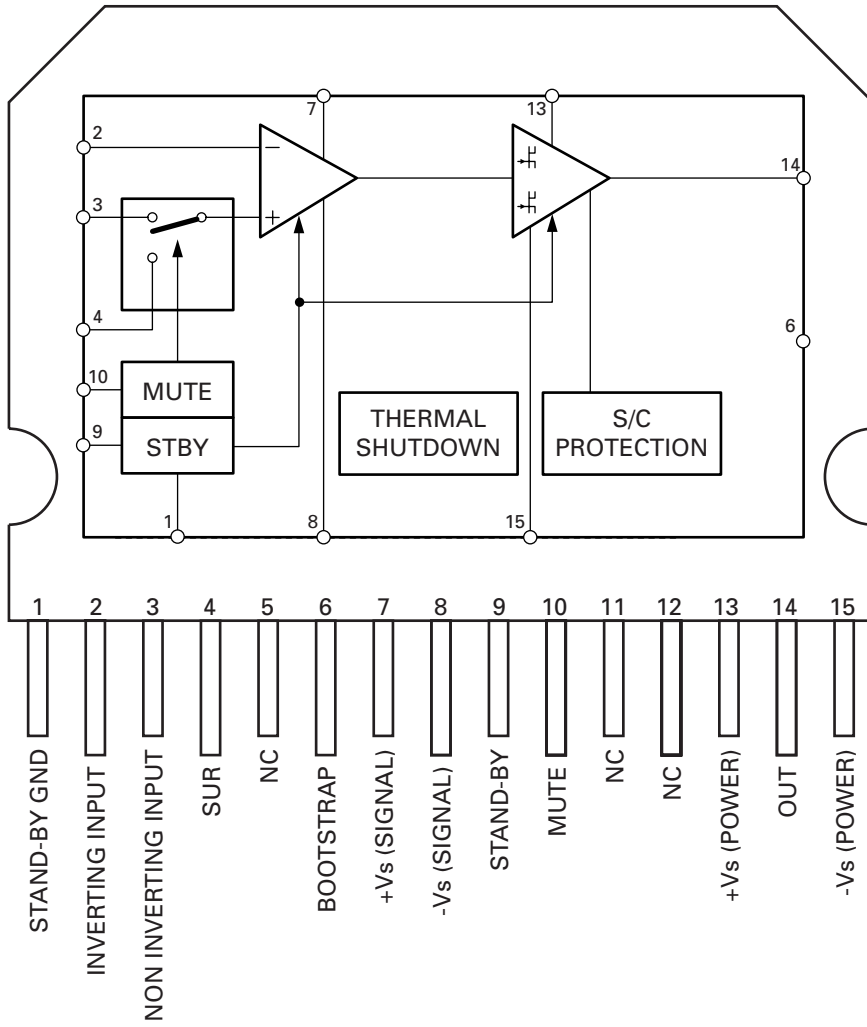 7
13
2
−
14
3
+
4
6
10
MUTE
THERMAL
SHUTDOWN
S/C
PROTECTION
9
STBY
1
8
15
1 2 3 4 5 6 7 8 9 10 11 12 13 14 15
STAND-BY GND
INVERTING INPUT
NON INVERTING INPUT
SUR
NC
BOOTSTRAP
+Vs (SIGNAL)
-Vs (SIGNAL)
STAND-BY
MUTE
NC
NC
+Vs (POWER)
OUT
-Vs (POWER)